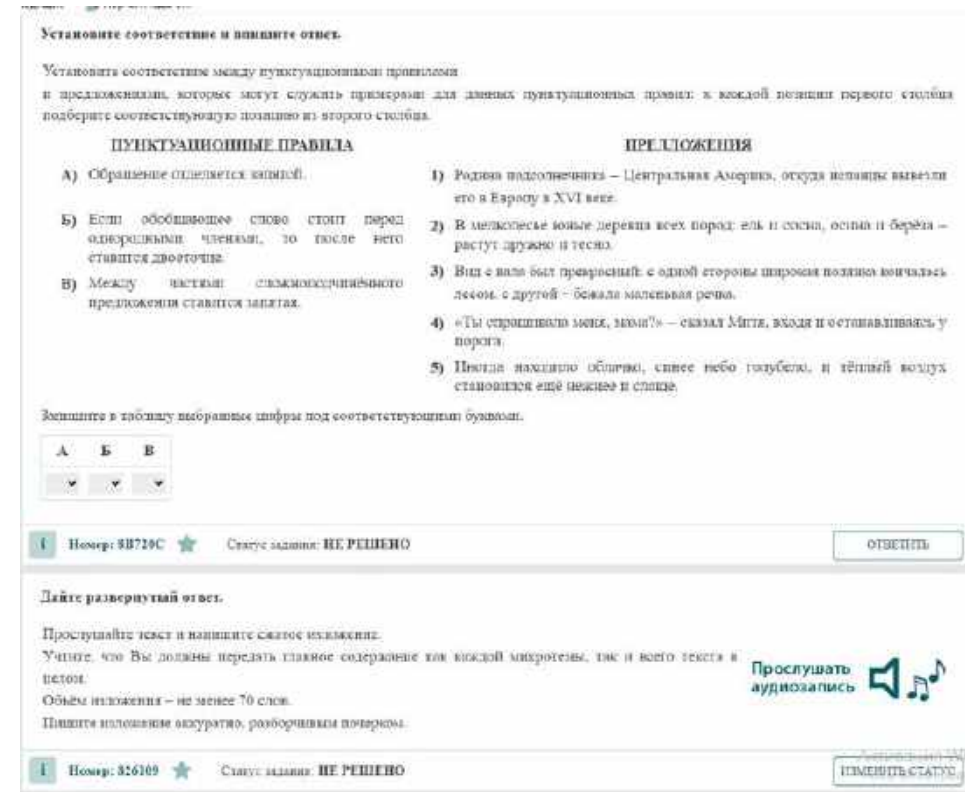 Установите соответствие и впишите ответ.
Установите соответствие между пунктуационными правилами
и предложениями, которые могут служить примерами для данных пунктуационных правил: к каждой позиции первого столбца
подберите соответствующую позицию из второго столбца.
ПУНКТУАЦИОННЫЕ ПРАВИЛА
А) Обращение отделяется запятой.
Б) Если обобщающее слово стоит перед
однородными членами, то после него
ставится двоеточие.
В) Между частями сложноподчинённого
предложения ставится запятая.
ПРЕДЛОЖЕНИЯ
1) Родина подсолнечника – Центральная Америка, откуда испанцы вывезли
его в Европу в XVI веке.
2) В мелколесье юные деревца всех пород: ель и сосна, осина и берёза –
растут дружно и тесно.
3) Вид с вала был прекрасный: с одной стороны широкая поляна кончалась
лесом, с другой – бежала маленькая речка.
4) «Ты спрашивала меня, мама?» – сказал Митя, входя и останавливаясь у
порога.
5) Иногда находило облачко, синее небо голубело, и тёплый воздух
становился ещё нежнее и слаще.
Запишите в таблицу выбранные цифры под соответствующими буквами.
А Б В
i Номер: 8B720C Статус задания: НЕ РЕШЕНО ОТВЕТИТЬ
Дайте развернутый ответ.
Прослушайте текст и напишите сжатое изложение.
Учтите, что Вы должны передать главное содержание как каждой микротемы, так и всего текста в
целом.
Объём изложения – не менее 70 слов.
Пишите изложение аккуратно, разборчивым почерком.
Прослушать
аудиозапись
i Номер: 826109 Статус задания: НЕ РЕШЕНО ИЗМЕНИТЬ СТАТУС